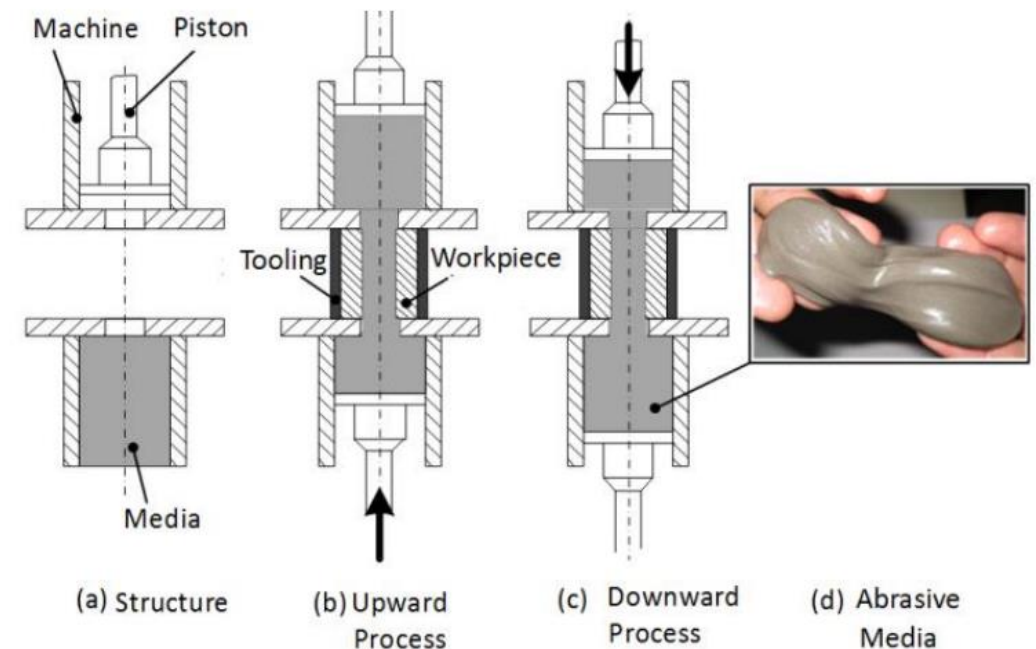 Machine
Piston
Tooling
Workpiece
Media
(a) Structure
(b) Upward
Process
(c) Downward
Process
(d) Abrasive
Media